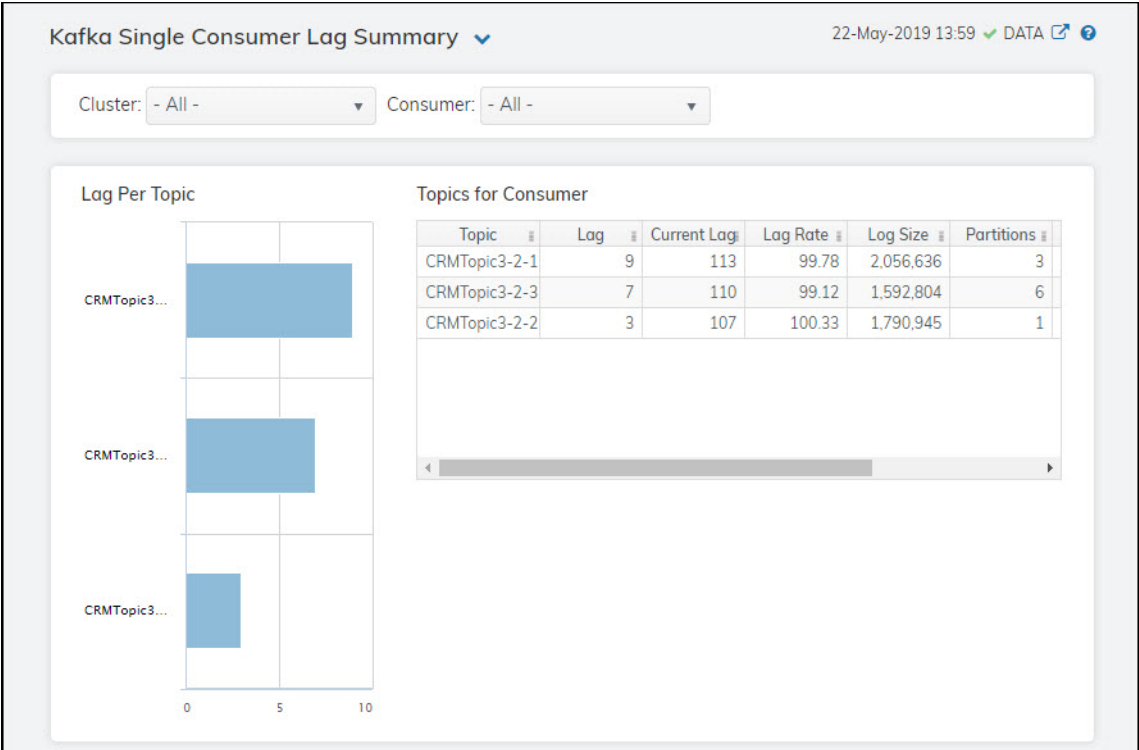 Kafka Single Consumer Lag Summary
22-May-2019 13:59 DATA
Cluster: - All - Consumer: - All -
Lag Per Topic
CRMTopic3...
CRMTopic3...
CRMTopic3...
0 5 10
Topics for Consumer
Topic Lag Current Lag Lag Rate Log Size Partitions
CRMTopic3-2-1 9 113 99.78 2,056,636 3
CRMTopic3-2-3 7 110 99.12 1,592,804 6
CRMTopic3-2-2 3 107 100.33 1,790,945 1